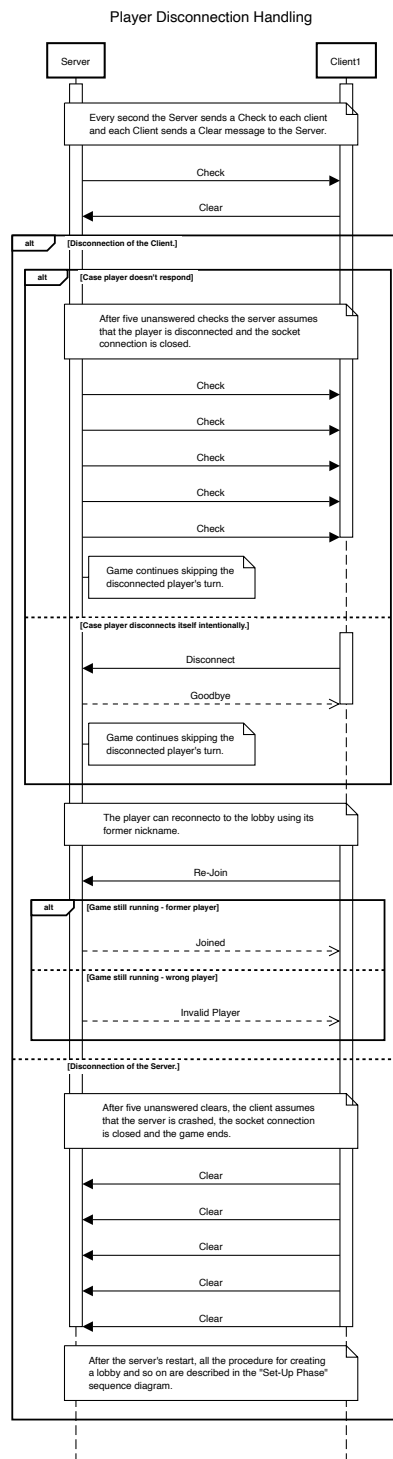 Player Disconnection Handling
Server
Client1
Every second the Server sends a Check to each client
and each Client sends a Clear message to the Server.
Check
Clear
alt
[Disconnection of the Client.]
alt
[Case player doesn't respond]
After five unanswered checks the server assumes
that the player is disconnected and the socket
connection is closed.
Check
Check
Check
Check
Check
Game continues skipping the
disconnected player's turn.
[Case player disconnects itself intentionally.]
Disconnect
Goodbye
Game continues skipping the
disconnected player's turn.
The player can reconnecto to the lobby using its
former nickname.
Re-Join
alt
[Game still running - former player]
Joined
[Game still running - wrong player]
Invalid Player
[Disconnection of the Server.]
After five unanswered clears, the client assumes
that the server is crashed, the socket connection
is closed and the game ends.
Clear
Clear
Clear
Clear
Clear
After the server's restart, all the procedure for creating
a lobby and so on are described in the "Set-Up Phase"
sequence diagram.